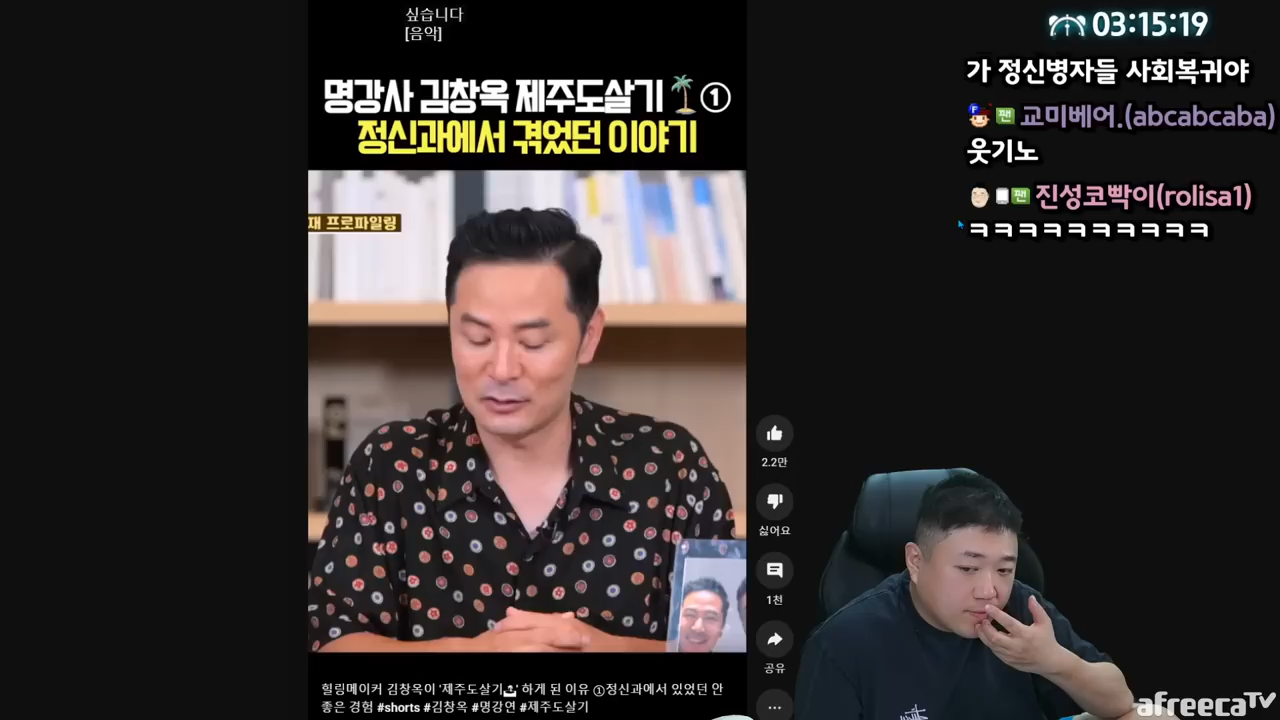 싶습니다
[음악]
명강사 김창옥 제주도살기🏝️①
정신과에서 겪었던 이야기
재 프로파일링
2.2만
싫어요
1천
공유
힐링메이커 김창옥이 '제주도살기' 하게 된 이유 ①정신과에서 있었던 안
좋은 경험 #shorts #김창옥 #명강연 #제주도살기
03:15:19
가 정신병자들 사회복귀야
팬 교미베어.(abcabcaba)
웃기노
팬 진성코빡이(rolisa1)
ㅋㅋㅋㅋㅋㅋㅋㅋㅋㅋ
afreecaTV